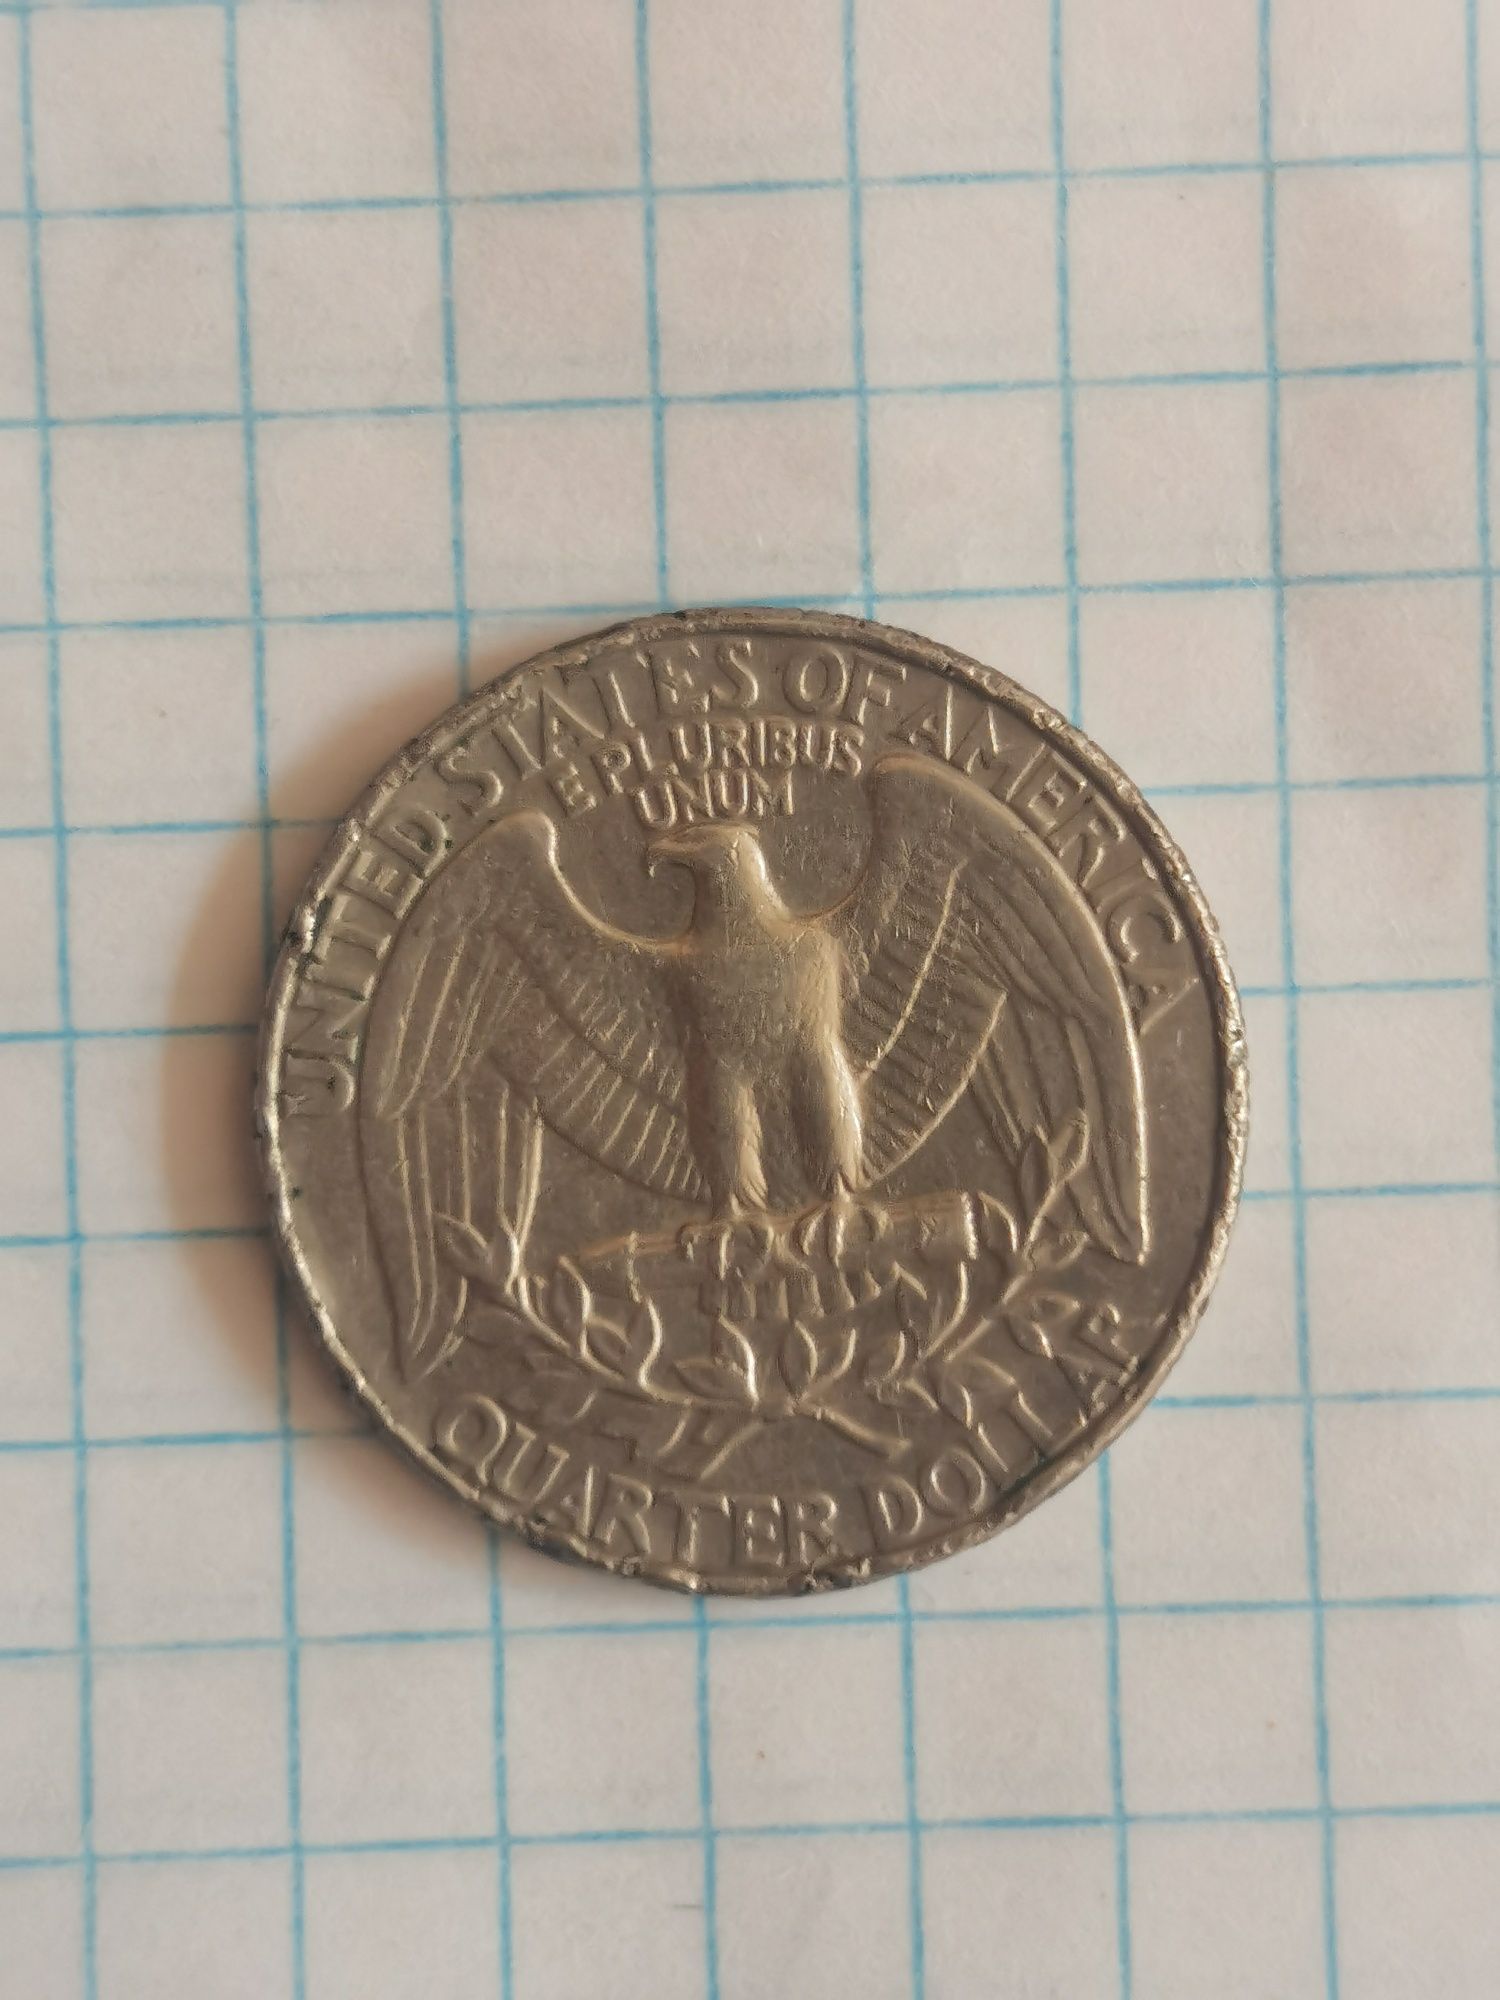 UNITED STATES OF AMERICA
E PLURIBUS
UNUM
QUARTER DOLLAR